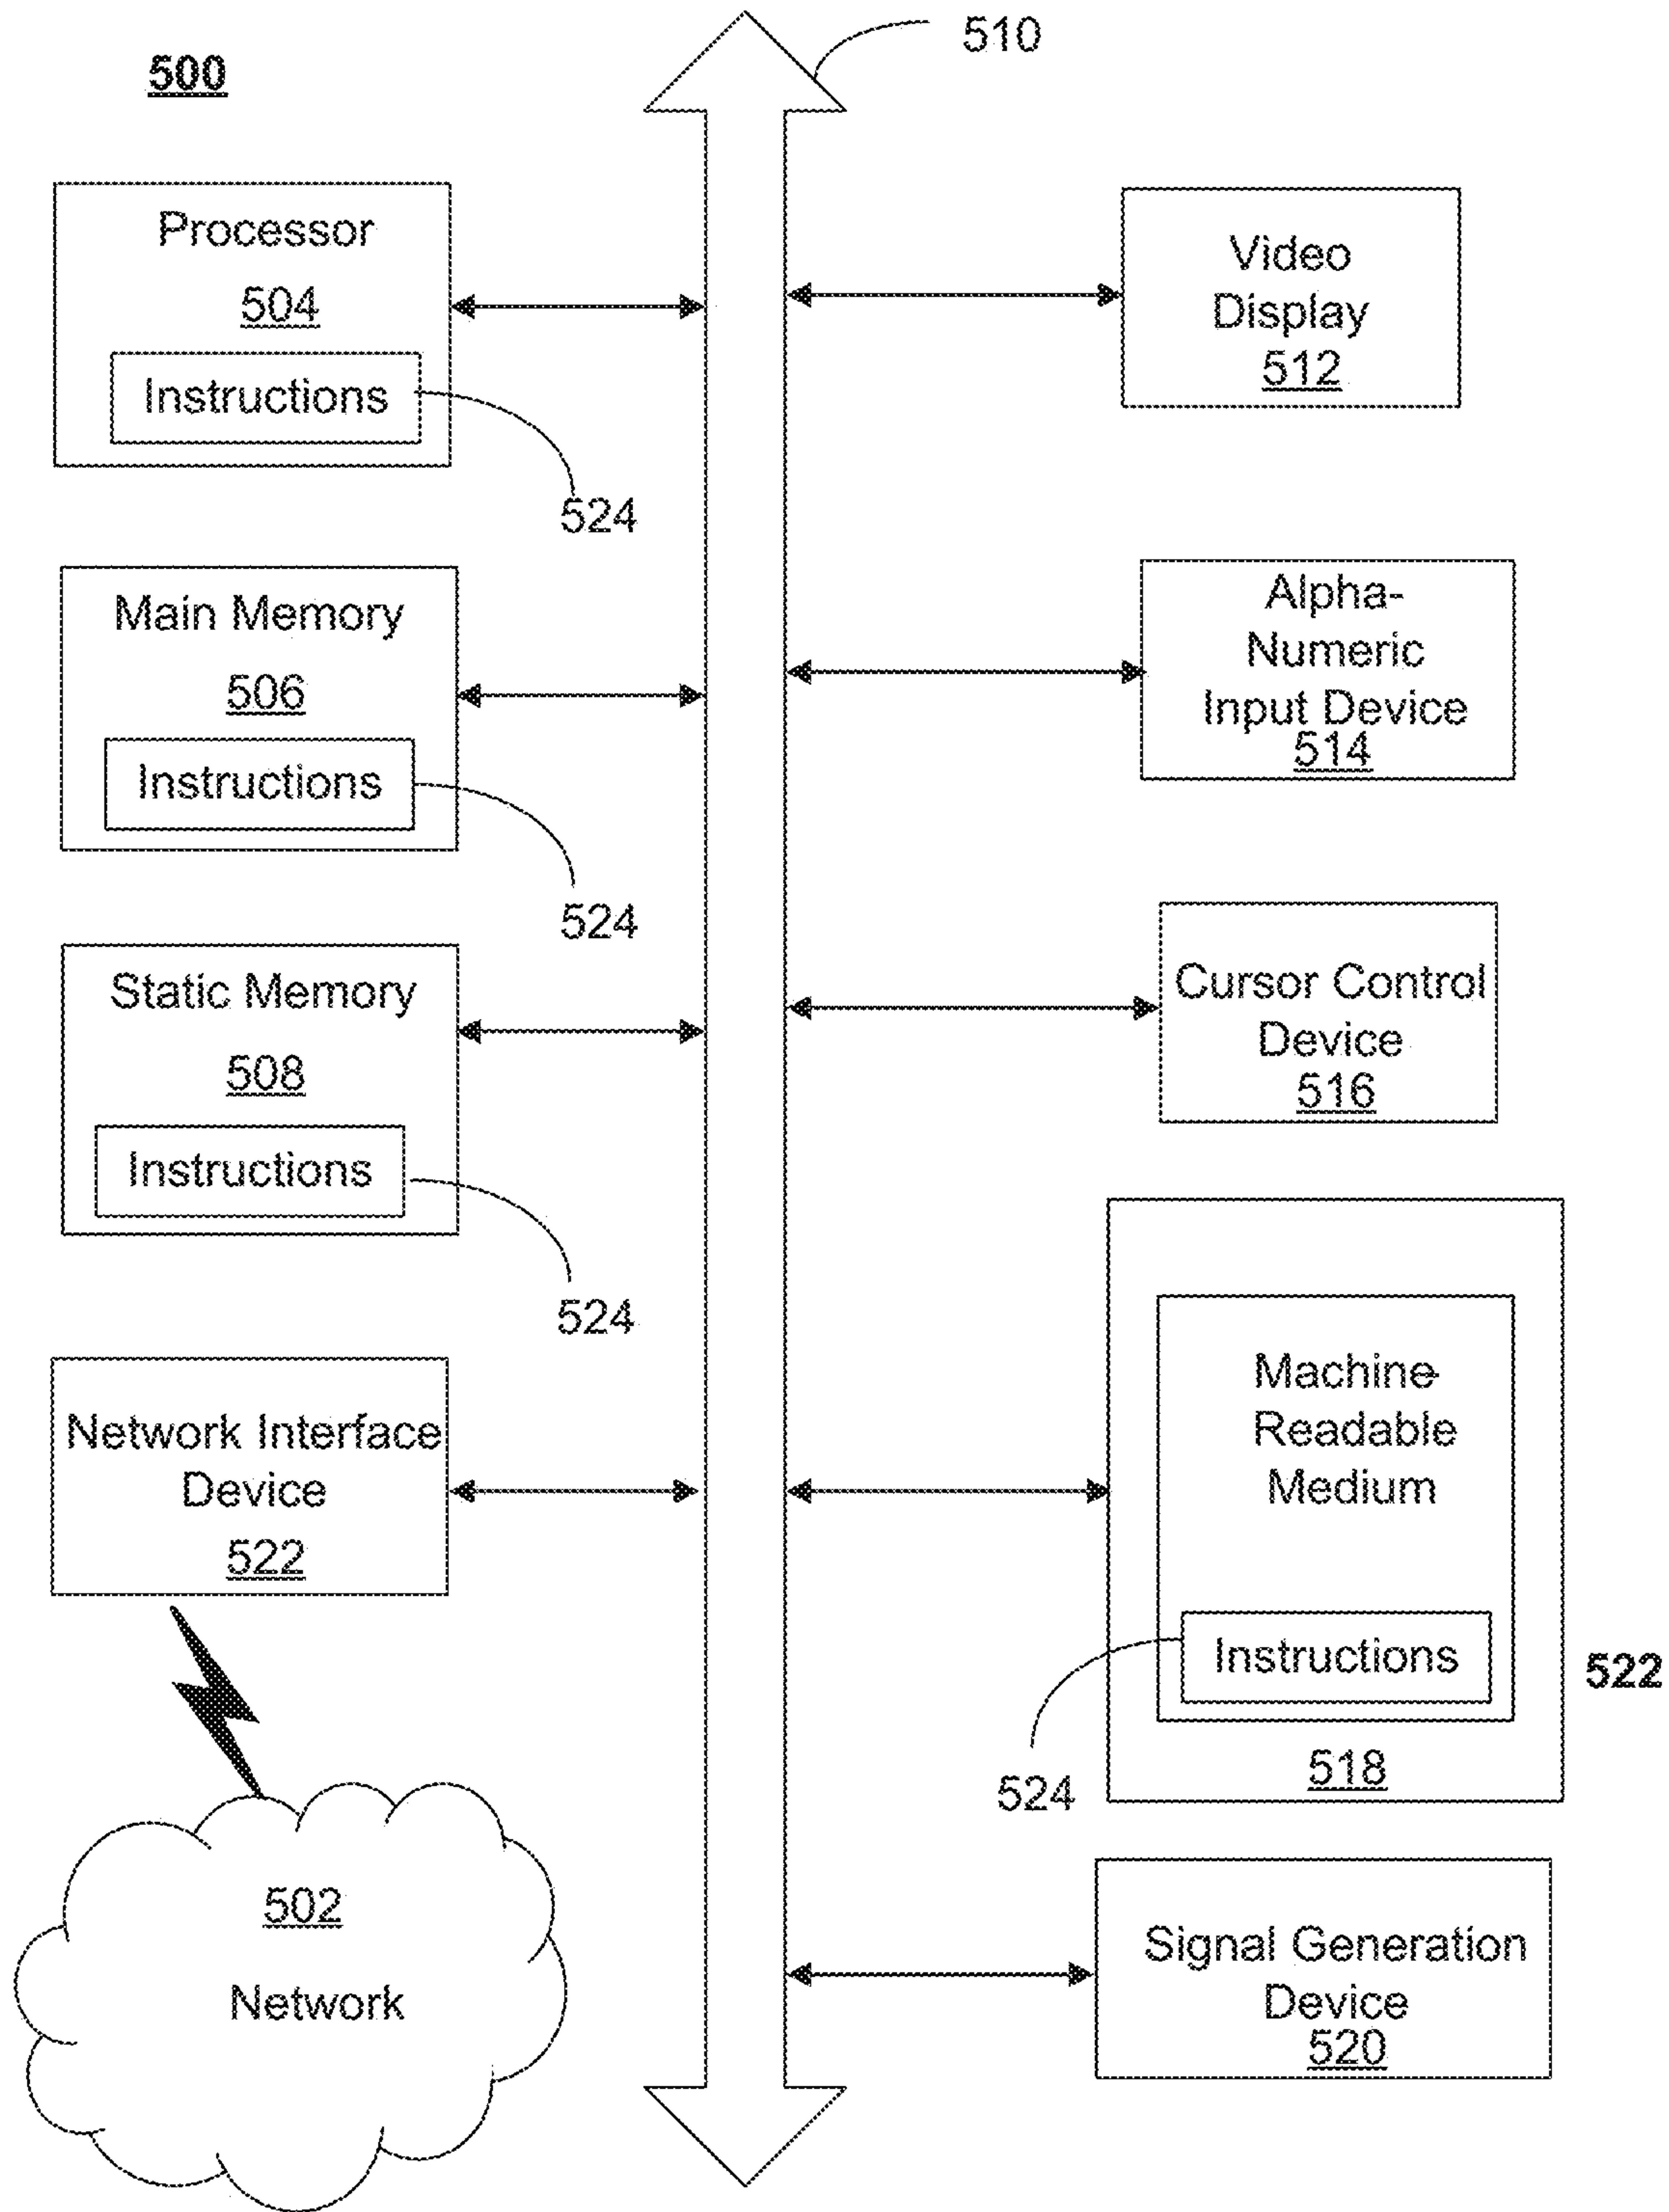 500
510
Processor
504
Instructions
524
Main Memory
506
Instructions
524
Static Memory
508
Instructions
524
Network Interface
Device
522
502
Network
Video
Display
512
Alpha-
Numeric
Input Device
514
Cursor Control
Device
516
Machine-
Readable
Medium
Instructions
522
524
518
Signal Generation
Device
520